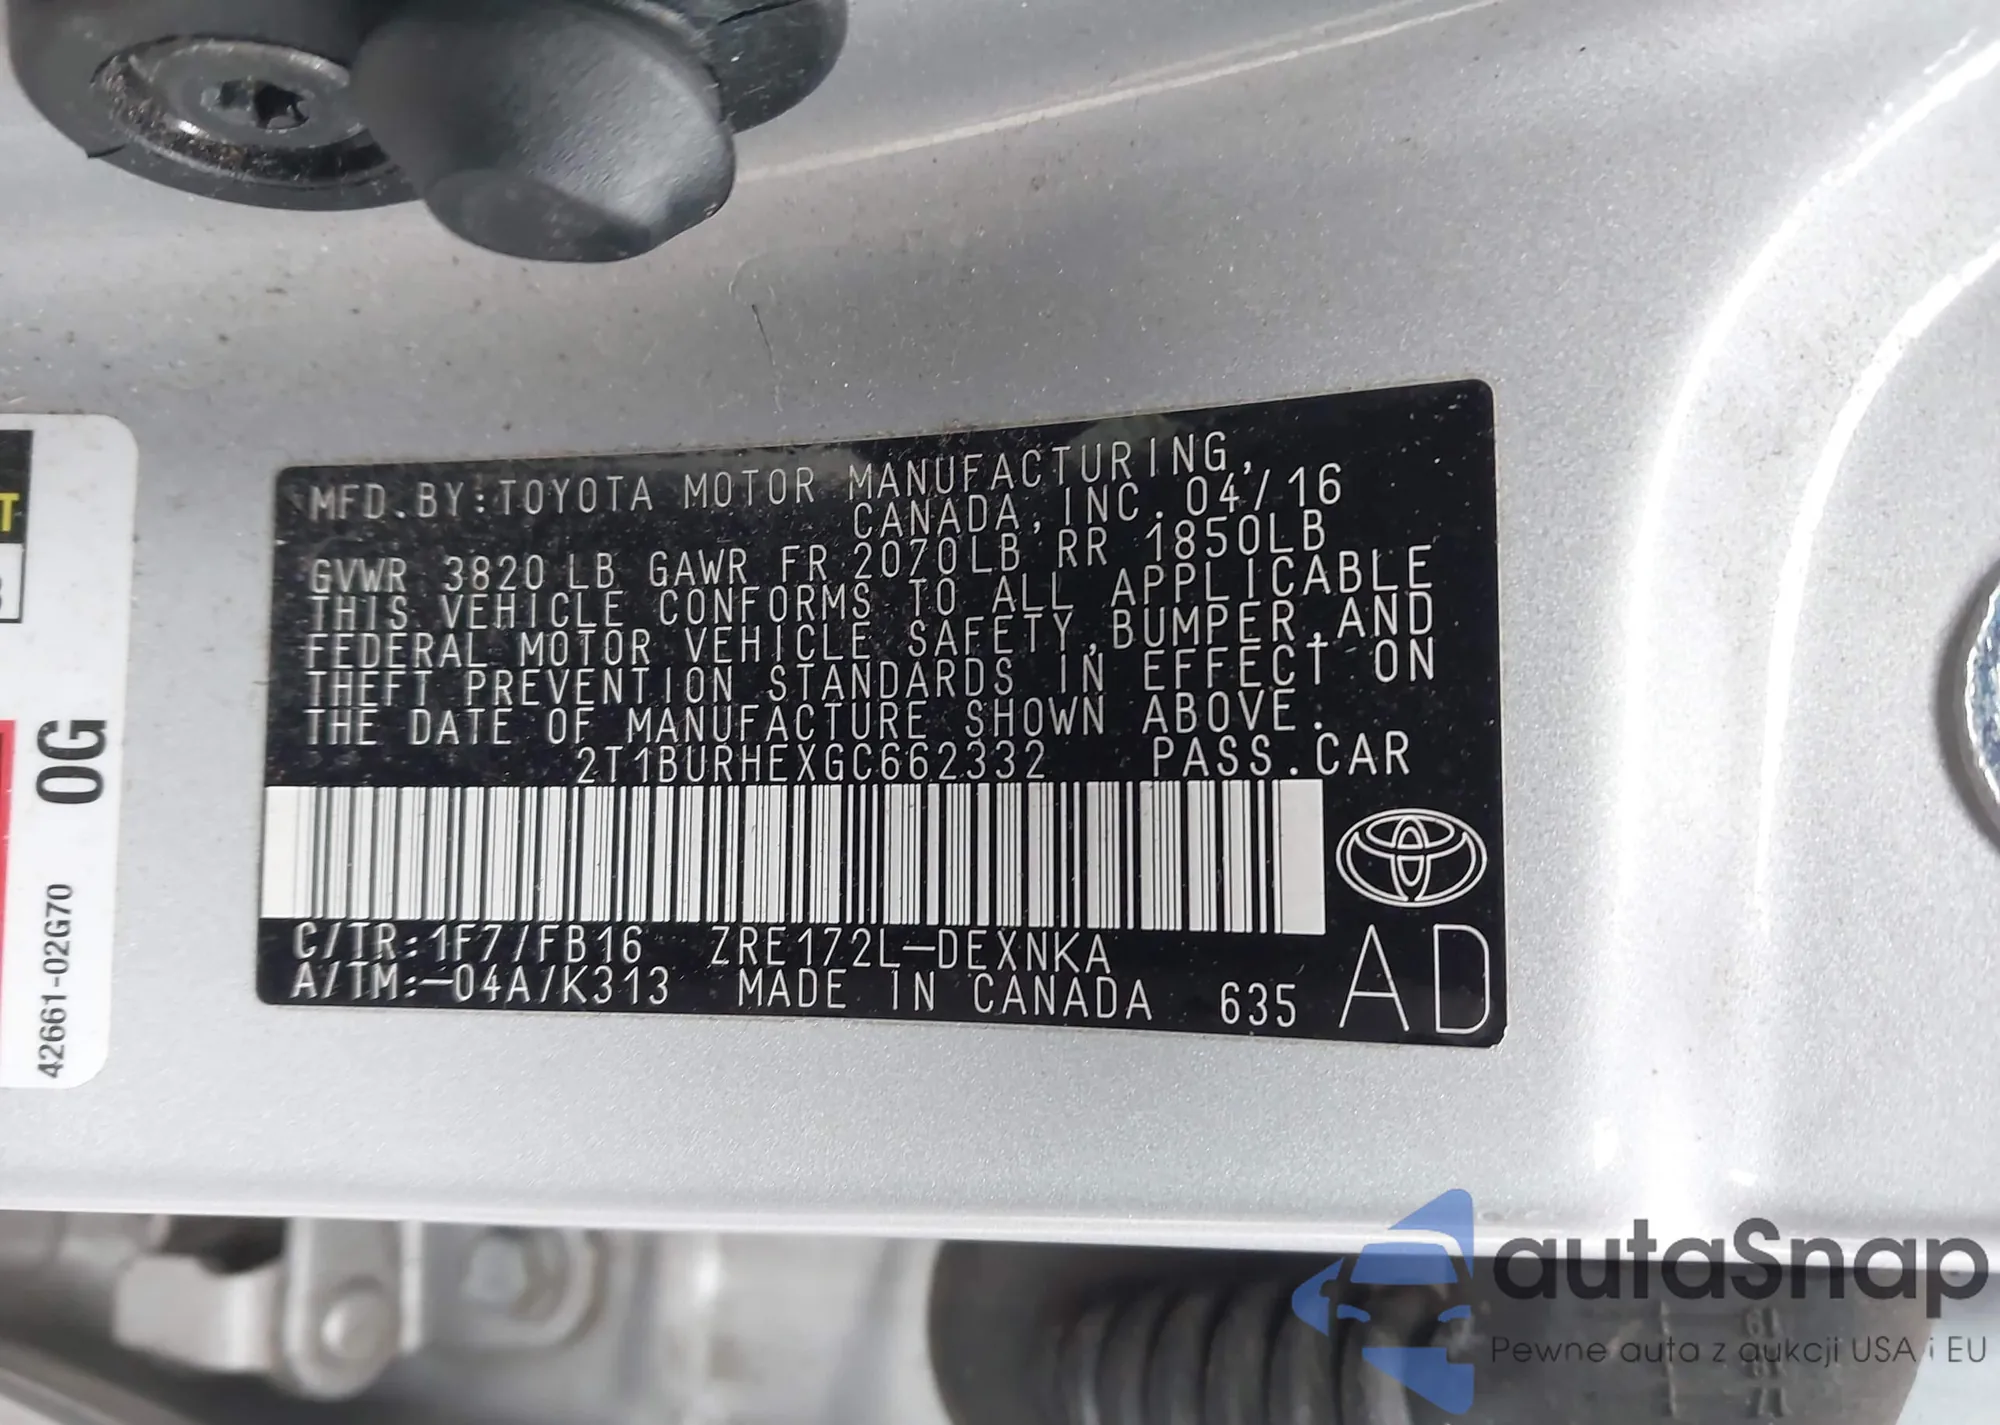 MFD.BY:TOYOTA MOTOR MANUFACTURING,
CANADA, INC. 04/16
GVWR 3820LB GAWR FR 2070LB RR 1850LB
THIS VEHICLE CONFORMS TO ALL APPLICABLE
FEDERAL MOTOR VEHICLE SAFETY,BUMPER,AND
THEFT PREVENTION STANDARDS IN EFFECT ON
THE DATE OF MANUFACTURE SHOWN ABOVE.
2T1BURHEXGC662332 PASS.CAR
C/TR:1F7/FB16 ZRE172L-DEXNKA
A/TM:-04A/K313 MADE IN CANADA 635 AD
T
0G
42661-02G70
autoSnap
Pewne auta z aukcji USA i EU